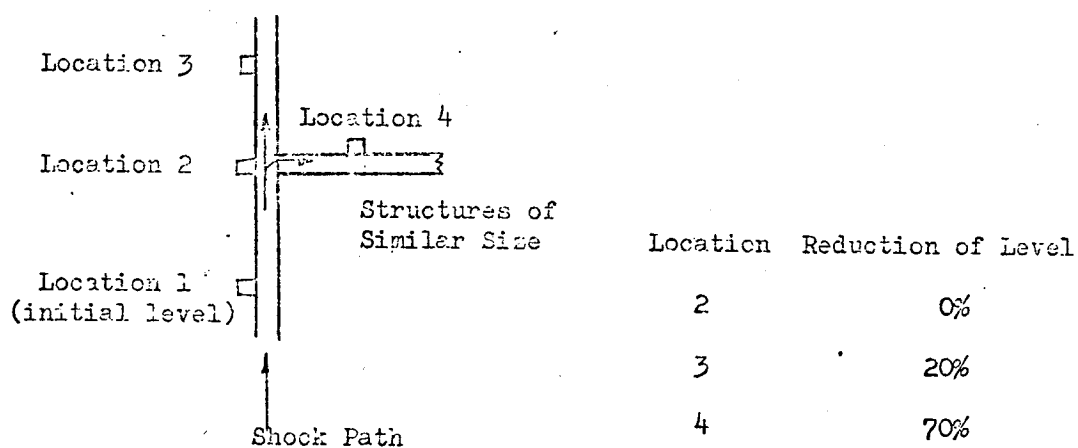 Location 3
Location 4
Location 2
Structures of
Similar Size
Location 1
(initial level)
Shock Path
Location Reduction of Level
2 0%
3 20%
4 70%